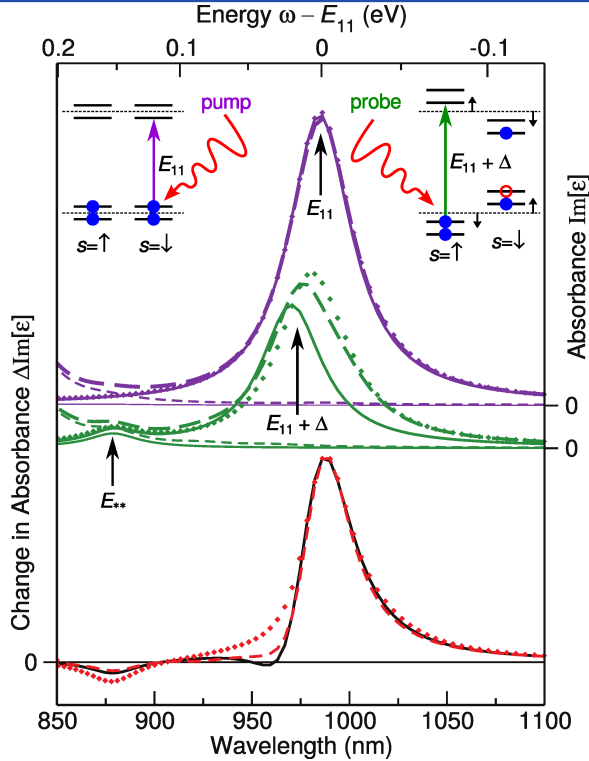 Energy ω − E11 (eV)
0.2 0.1 0 -0.1
pump probe
E11 E11 + Δ
s=↑ s=↓ E11 s=↑ s=↓
Absorbance Im[ε]
0
E11 + Δ
0
E**
Change in Absorbance ΔIm[ε]
0
850 900 950 1000 1050 1100
Wavelength (nm)